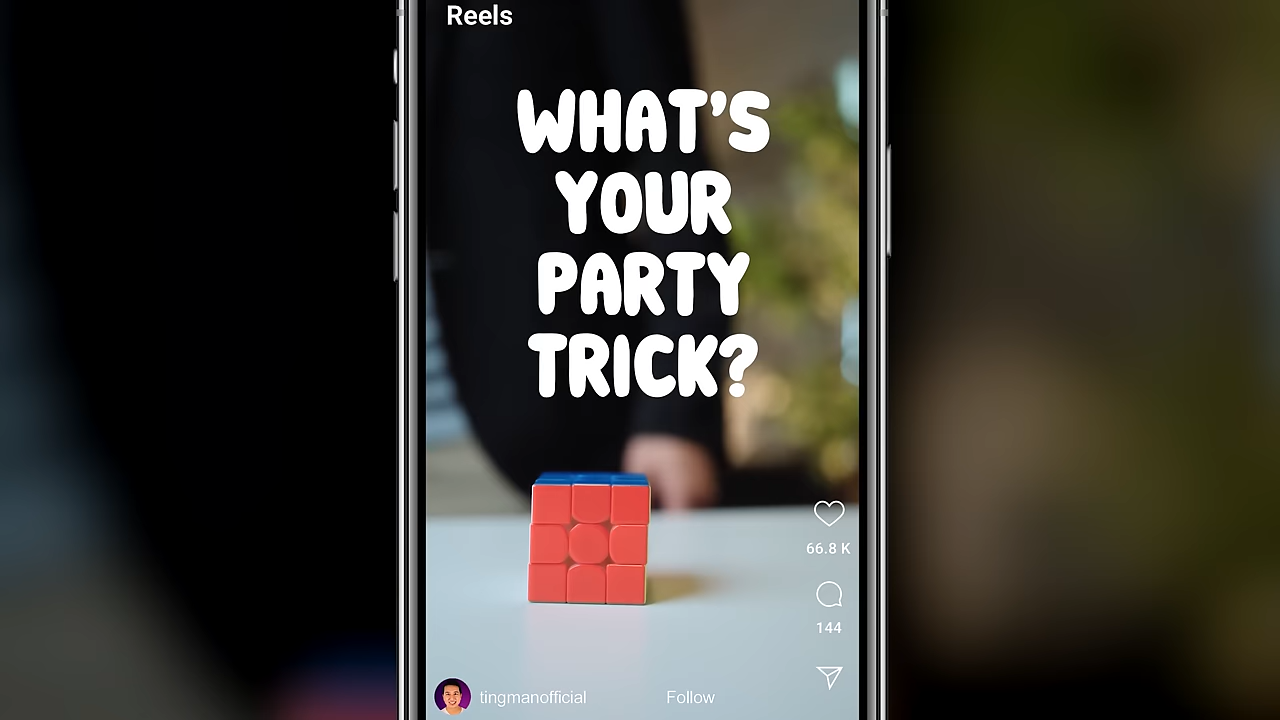 Reels
WHAT'S
YOUR
PARTY
TRICK?
66.8 K
144
tingmanofficial Follow